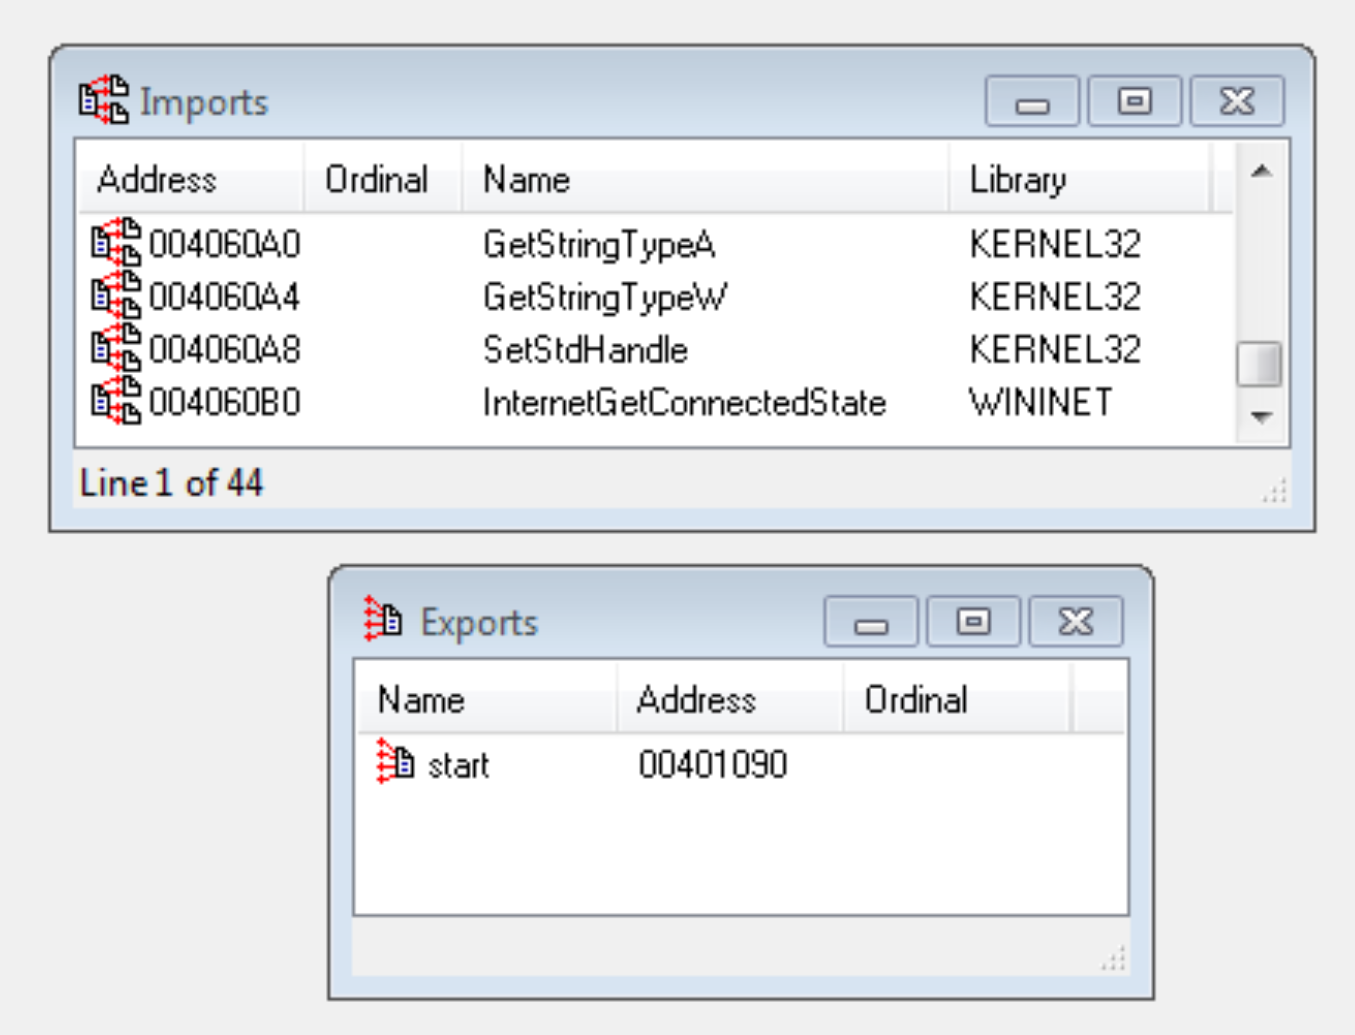 Imports
Address Ordinal Name Library
004060A0 GetStringTypeA KERNEL32
004060A4 GetStringTypeW KERNEL32
004060A8 SetStdHandle KERNEL32
004060B0 InternetGetConnectedState WININET
Line 1 of 44
Exports
Name Address Ordinal
start 00401090